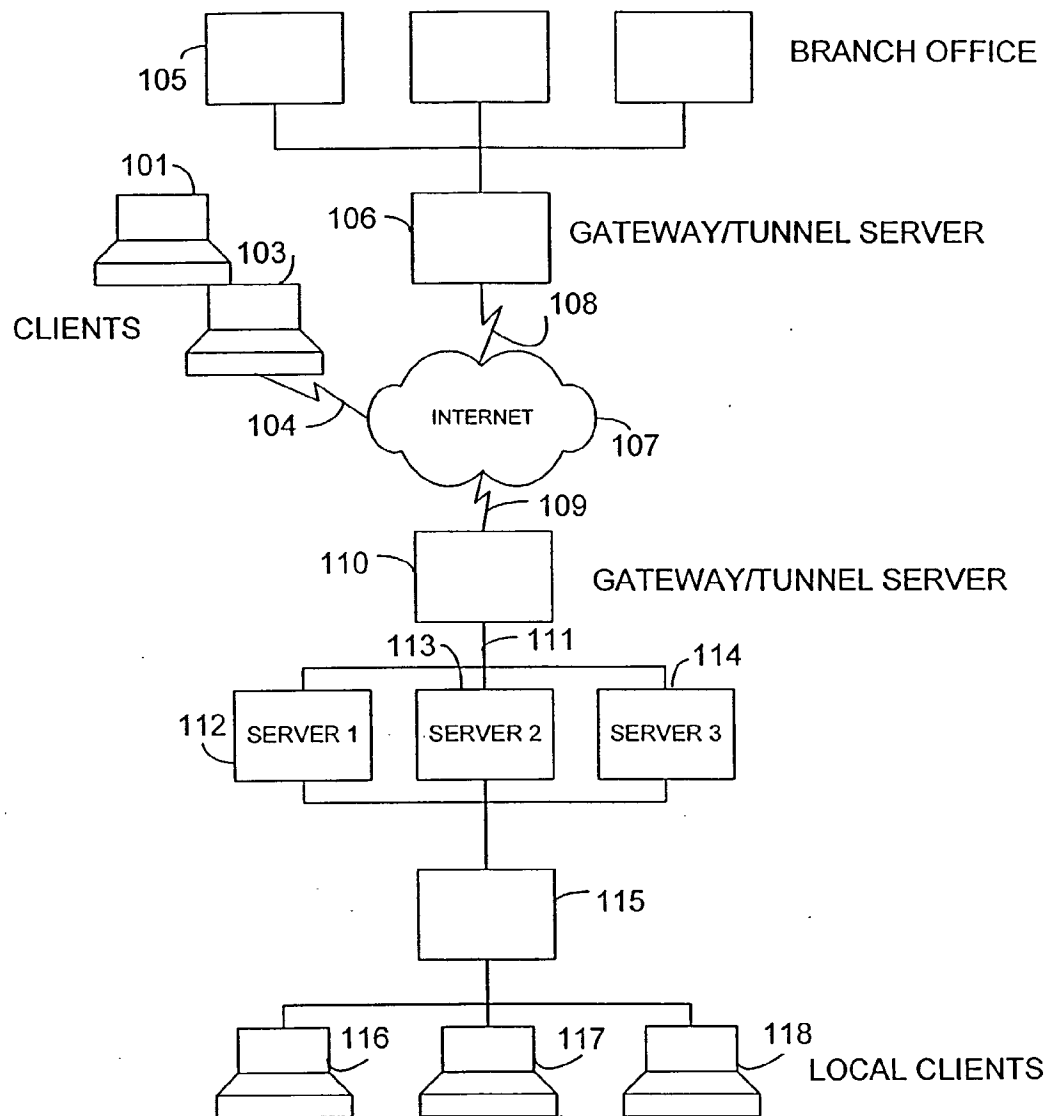 BRANCH OFFICE
105
101
106
GATEWAY/TUNNEL SERVER
103
108
CLIENTS
104
INTERNET
107
109
110
GATEWAY/TUNNEL SERVER
111
113
114
112
SERVER 1
SERVER 2
SERVER 3
115
116
117
118
LOCAL CLIENTS